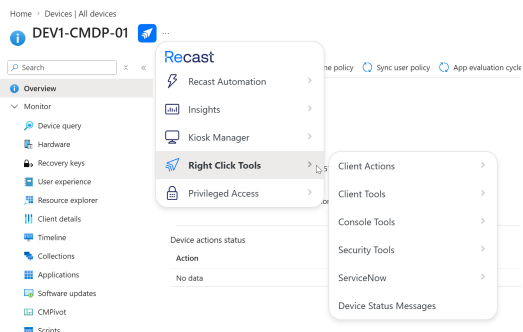 Home > Devices | All devices
DEV1-CMDP-01 ...
Search
Overview
Monitor
Device query
Hardware
Recovery keys
User experience
Resource explorer
Client details
Timeline
Collections
Applications
Software updates
CMPivot
Scripts
Recast
Recast Automation
Insights
Kiosk Manager
Right Click Tools
Privileged Access
policy
Sync user policy
App evaluation cycle
Device actions status
Action
No data
Client Actions
Client Tools
Console Tools
Security Tools
ServiceNow
Device Status Messages